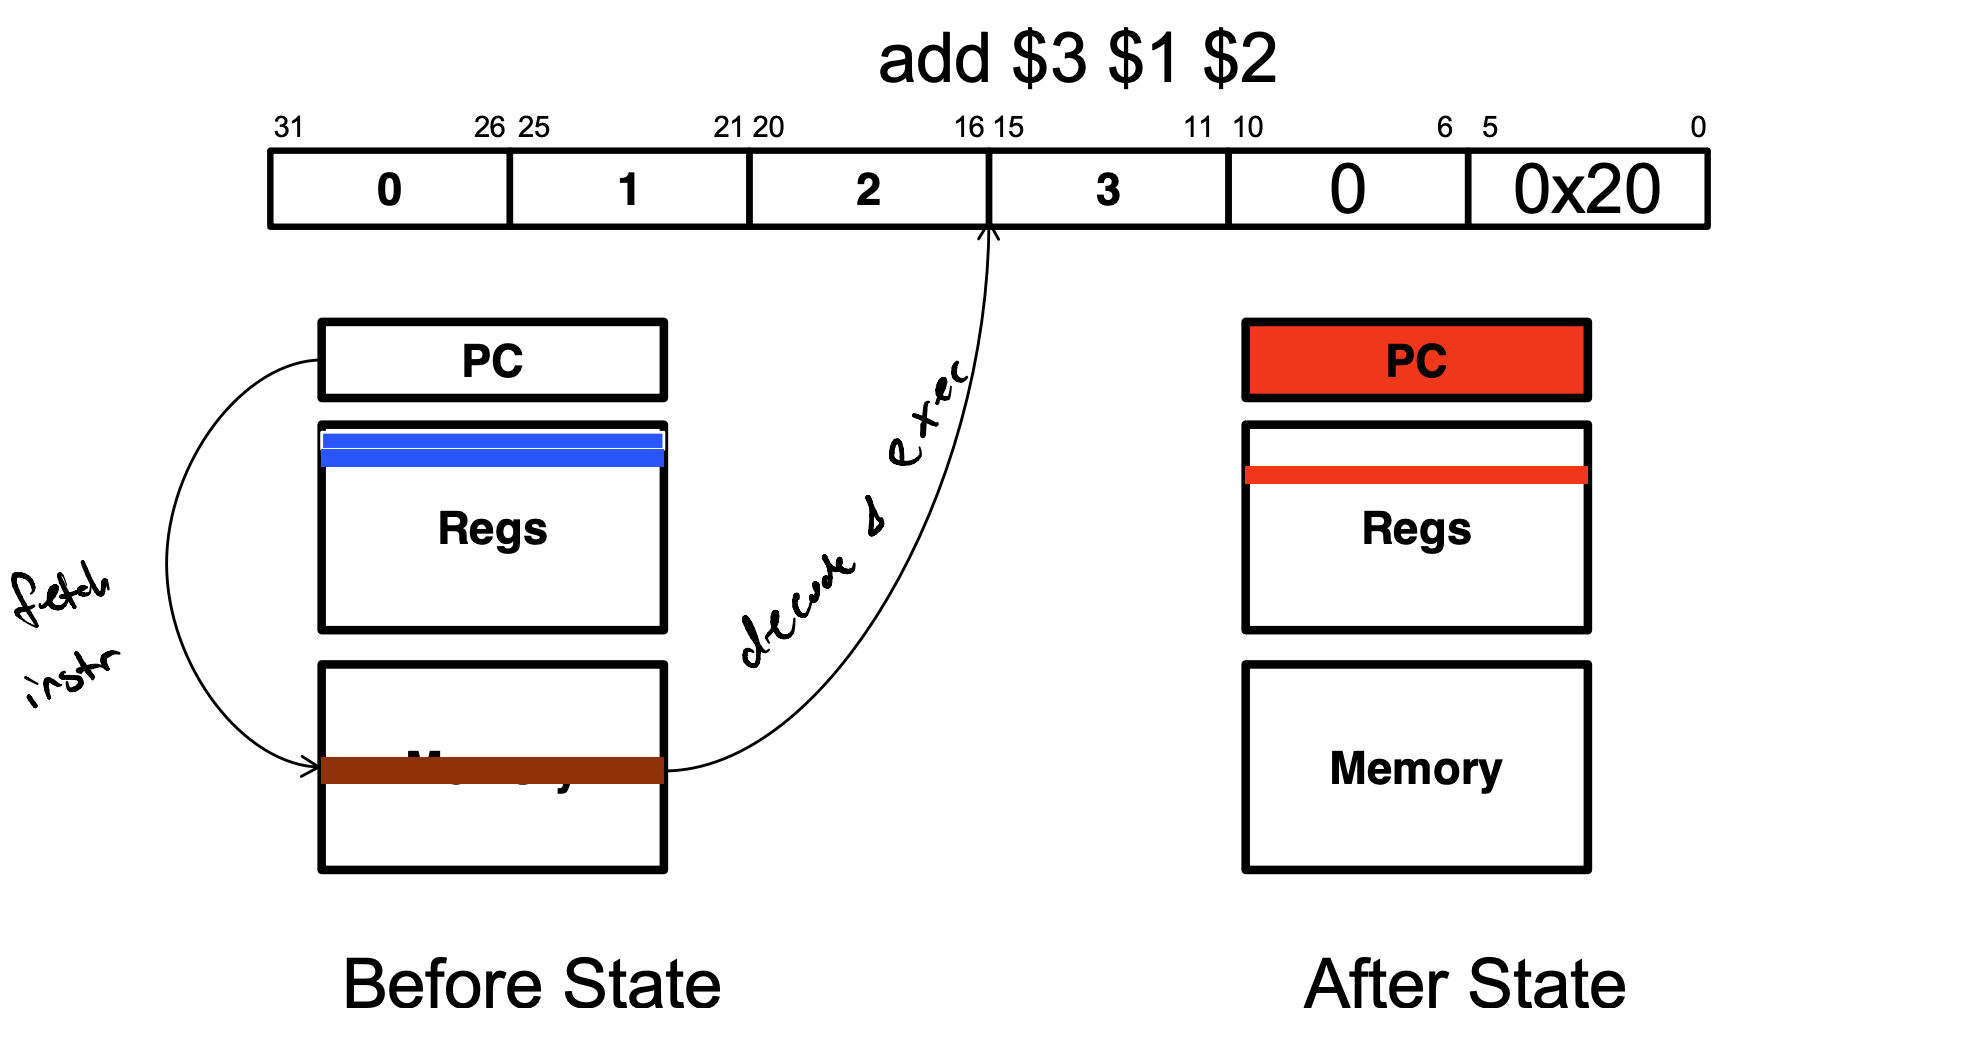 add $3 $1 $2
31 26 25 21 20 16 15 11 10 6 5 0
0 1 2 3 0 0x20
PC
Regs
fetch
instr
decode & exec
PC
Regs
Memory
Before State
After State